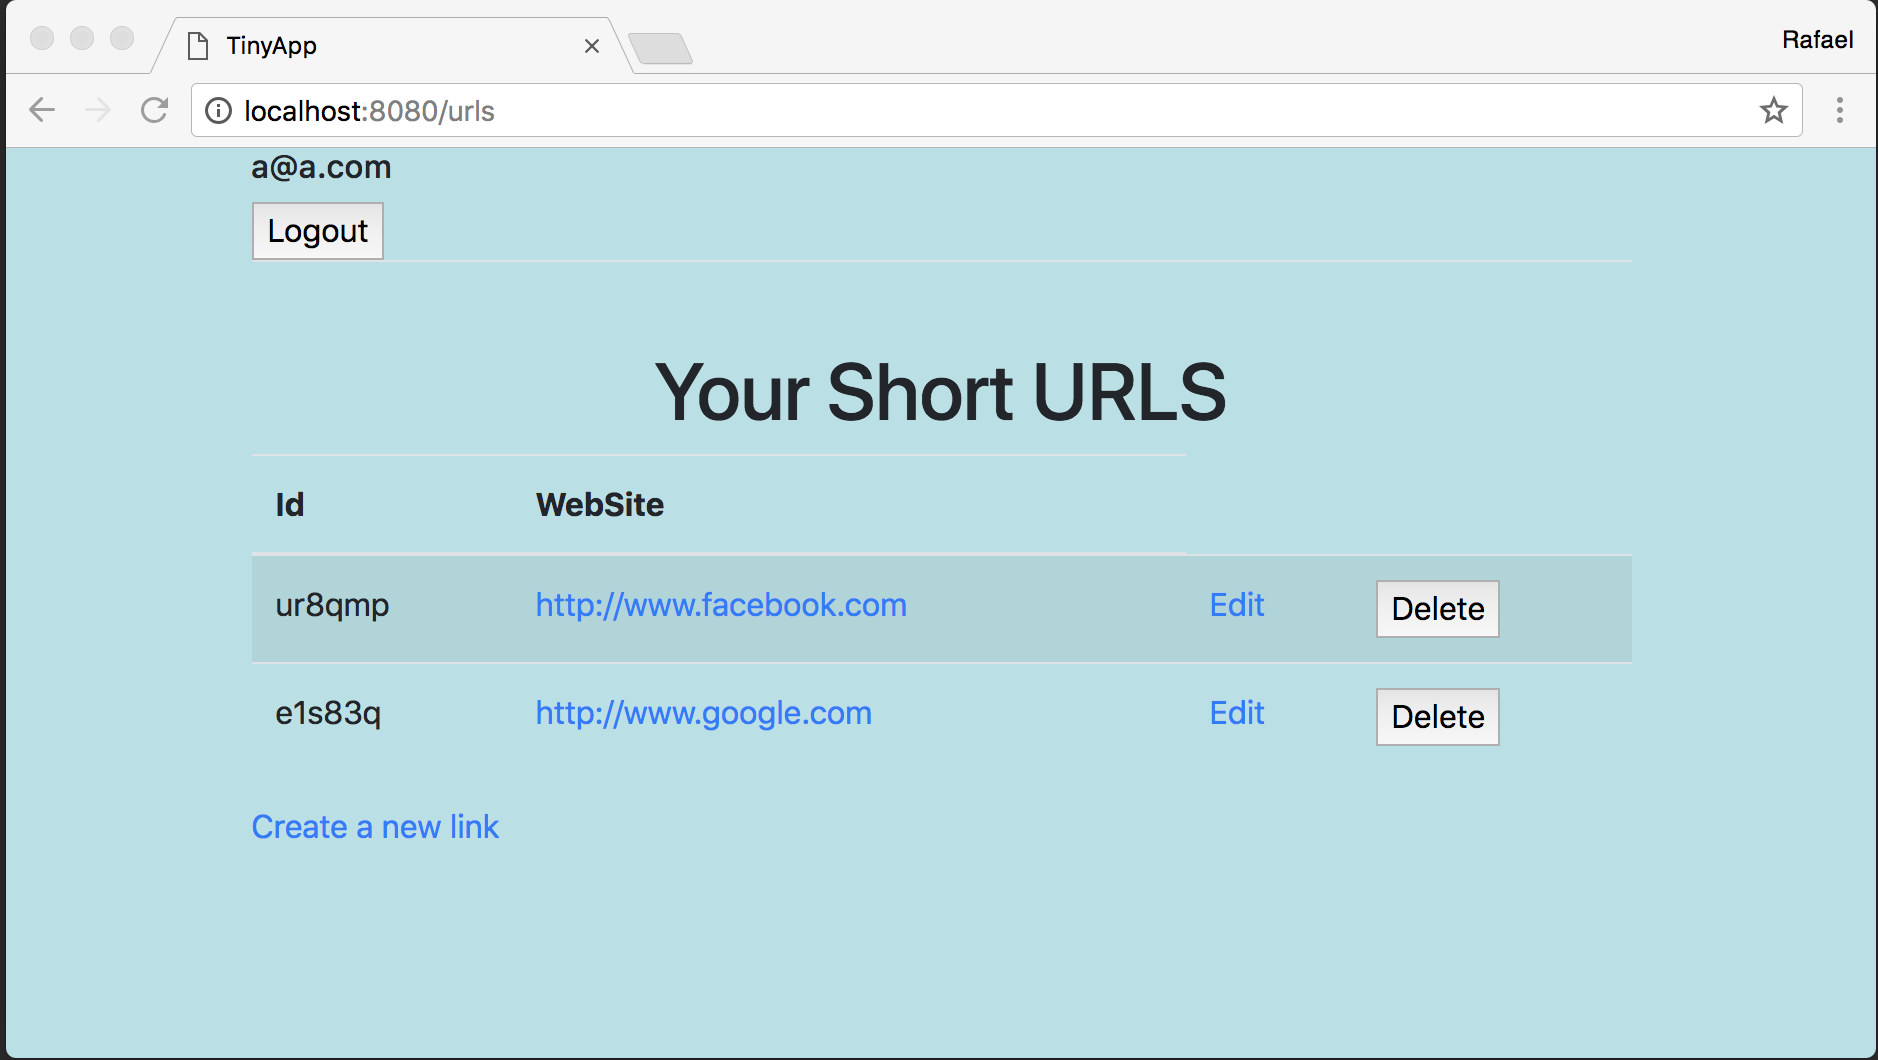 TinyApp
Rafael
localhost:8080/urls
a@a.com
Logout
Your Short URLS
Id WebSite
ur8qmp http://www.facebook.com Edit Delete
e1s83q http://www.google.com Edit Delete
Create a new link